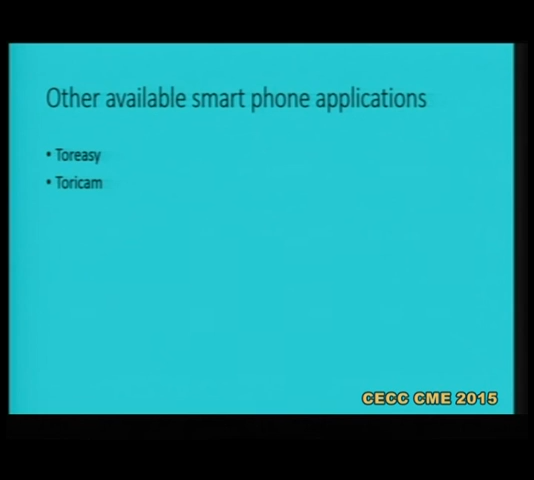 Other available smart phone applications
• Toreasy
• Toricam
CECC CME 2015